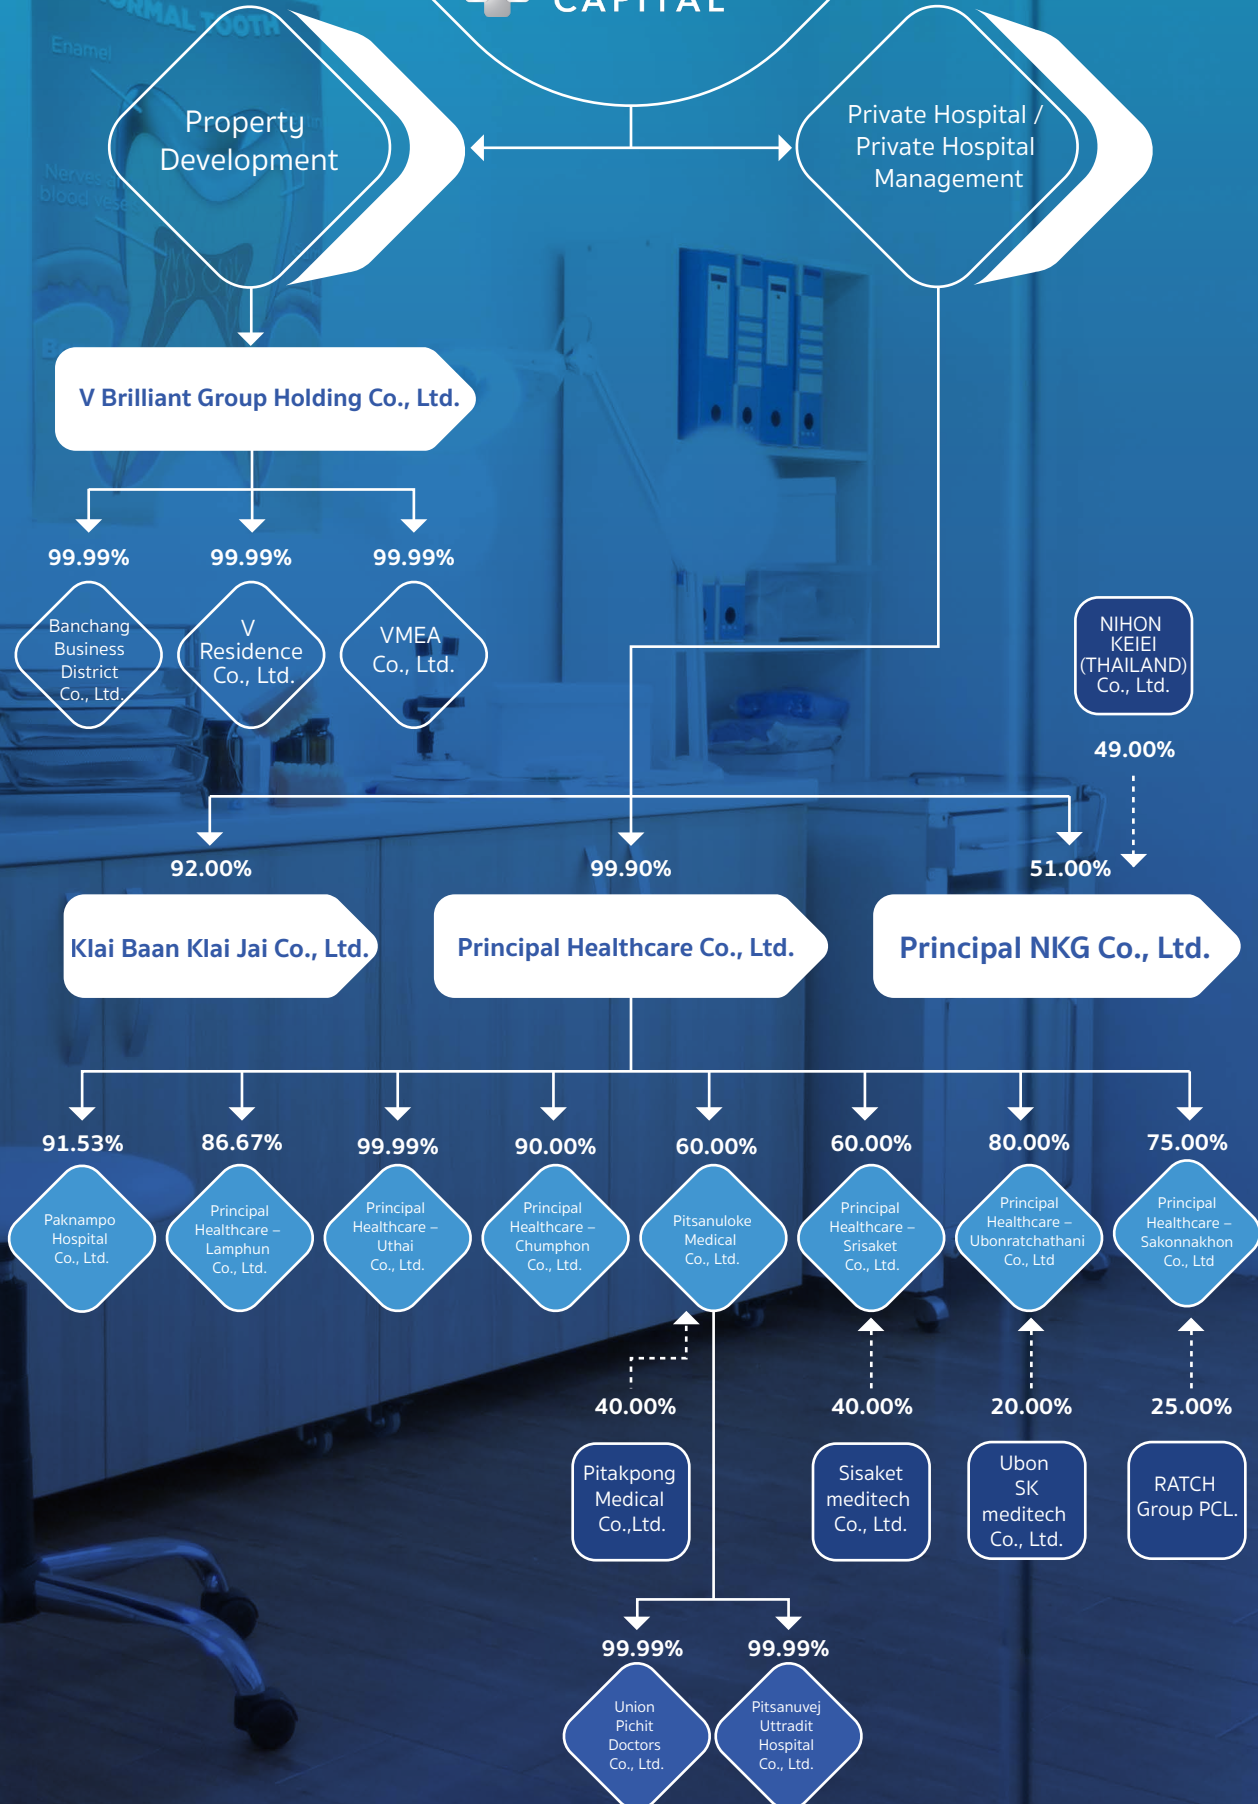 CAPITAL
NORMAL TOOTH
Enamel
Nerves and
blood vessels
Property
Development
Private Hospital /
Private Hospital
Management
V Brilliant Group Holding Co., Ltd.
99.99%
99.99%
99.99%
Banchang
Business
District
Co., Ltd.
V
Residence
Co., Ltd.
VMEA
Co., Ltd.
NIHON
KEIEI
(THAILAND)
Co., Ltd.
49.00%
92.00%
99.90%
51.00%
Klai Baan Klai Jai Co., Ltd.
Principal Healthcare Co., Ltd.
Principal NKG Co., Ltd.
91.53%
86.67%
99.99%
90.00%
60.00%
60.00%
80.00%
75.00%
Paknampo
Hospital
Co., Ltd.
Principal
Healthcare –
Lamphun
Co., Ltd.
Principal
Healthcare –
Uthai
Co., Ltd.
Principal
Healthcare –
Chumphon
Co., Ltd.
Pitsanuloke
Medical
Co., Ltd.
Principal
Healthcare –
Srisaket
Co., Ltd.
Principal
Healthcare –
Ubonratchathani
Co., Ltd
Principal
Healthcare –
Sakonnakhon
Co., Ltd
40.00%
40.00%
20.00%
25.00%
Pitakpong
Medical
Co.,Ltd.
Sisaket
meditech
Co., Ltd.
Ubon
SK
meditech
Co., Ltd.
RATCH
Group PCL.
99.99%
99.99%
Union
Pichit
Doctors
Co., Ltd.
Pitsanuvej
Uttradit
Hospital
Co., Ltd.